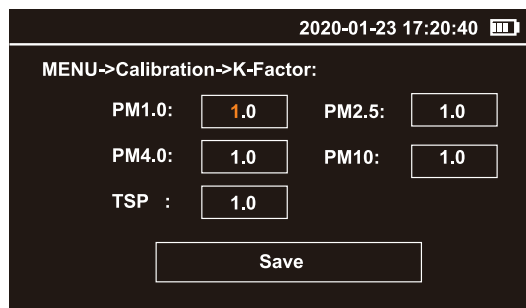 2020-01-23 17:20:40
MENU->Calibration->K-Factor:
PM1.0: 1.0 PM2.5: 1.0
PM4.0: 1.0 PM10: 1.0
TSP : 1.0
Save